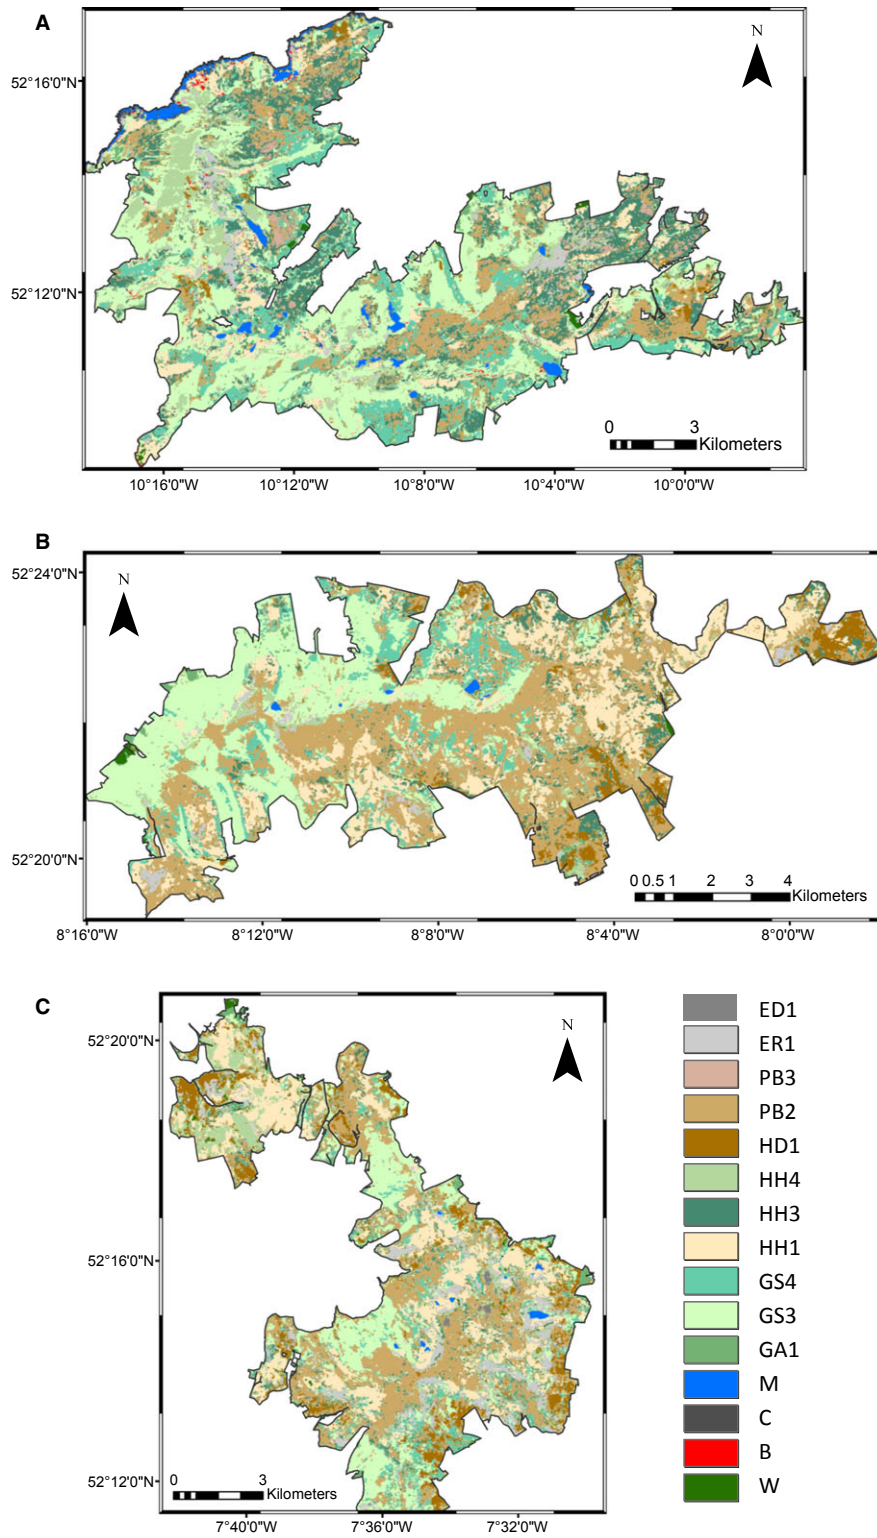 A
N
52°16'0"N
52°12'0"N
0 3
Kilometers
10°16'0"W 10°12'0"W 10°8'0"W 10°4'0"W 10°0'0"W
B
52°24'0"N
N
52°20'0"N
0 0.5 1 2 3 4
Kilometers
8°16'0"W 8°12'0"W 8°8'0"W 8°4'0"W 8°0'0"W
C
N
52°20'0"N
52°16'0"N
52°12'0"N
0 3
Kilometers
7°40'0"W 7°36'0"W 7°32'0"W
ED1
ER1
PB3
PB2
HD1
HH4
HH3
HH1
GS4
GS3
GA1
M
C
B
W